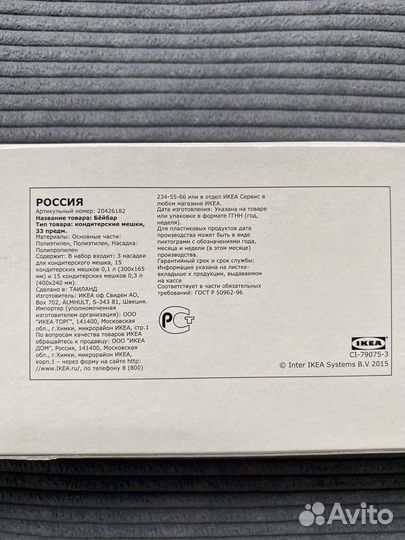 РОССИЯ
Артикульный номер: 20426182
Название товара: Бёйбар
Тип товара: кондитерские мешки,
33 предм.
Материалы: Основные части:
Полиэтилен, Полиэтилен, Насадка:
Полипропилен
Содержит: В набор входит: 3 насадки
для кондитерского мешка, 15
кондитерских мешков 0,1 л (300x165
мм) и 15 кондитерских мешков 0,3 л
(400x240 мм).
Сделано в: ТАИЛАНД
Изготовитель: ИКЕА оф Свиден АО,
Box 702, ÄLMHULT, S-343 81, Швеция.
Импортер (уполномоченная
изготовителем организация): ООО
"ИКЕА ТОРГ", 141400, Московская
обл., г.Химки, микрорайон ИКЕА, стр.1
По вопросам качества товаров ИКЕА
обращайтесь к продавцу: ООО "ИКЕА
ДОМ", Россия, 141400, Московская
обл., г.Химки, микрорайон ИКЕА,
корп.1 – через форму на сайте http://
www.IKEA.ru/ по телефону 8 (800)
234-55-66 или в отдел ИКЕА Сервис в
любом магазине ИКЕА.
Дата изготовления: Указана на товаре
или упаковке в формате ГГНН (год,
неделя).
Для пластиковых продуктов дата
производства может быть в виде
пиктограмм с обозначением года,
месяца и недели (в месяце)
производства.
Гарантийный срок и срок службы:
Информация указана на листке-
вкладыше к продукции, выдаваемом
на кассе
Соответствует в части обязательных
требований: ГОСТ Р 50962-96
РСТ
IKEA
CI-79075-3
© Inter IKEA Systems B.V 2015
Avito